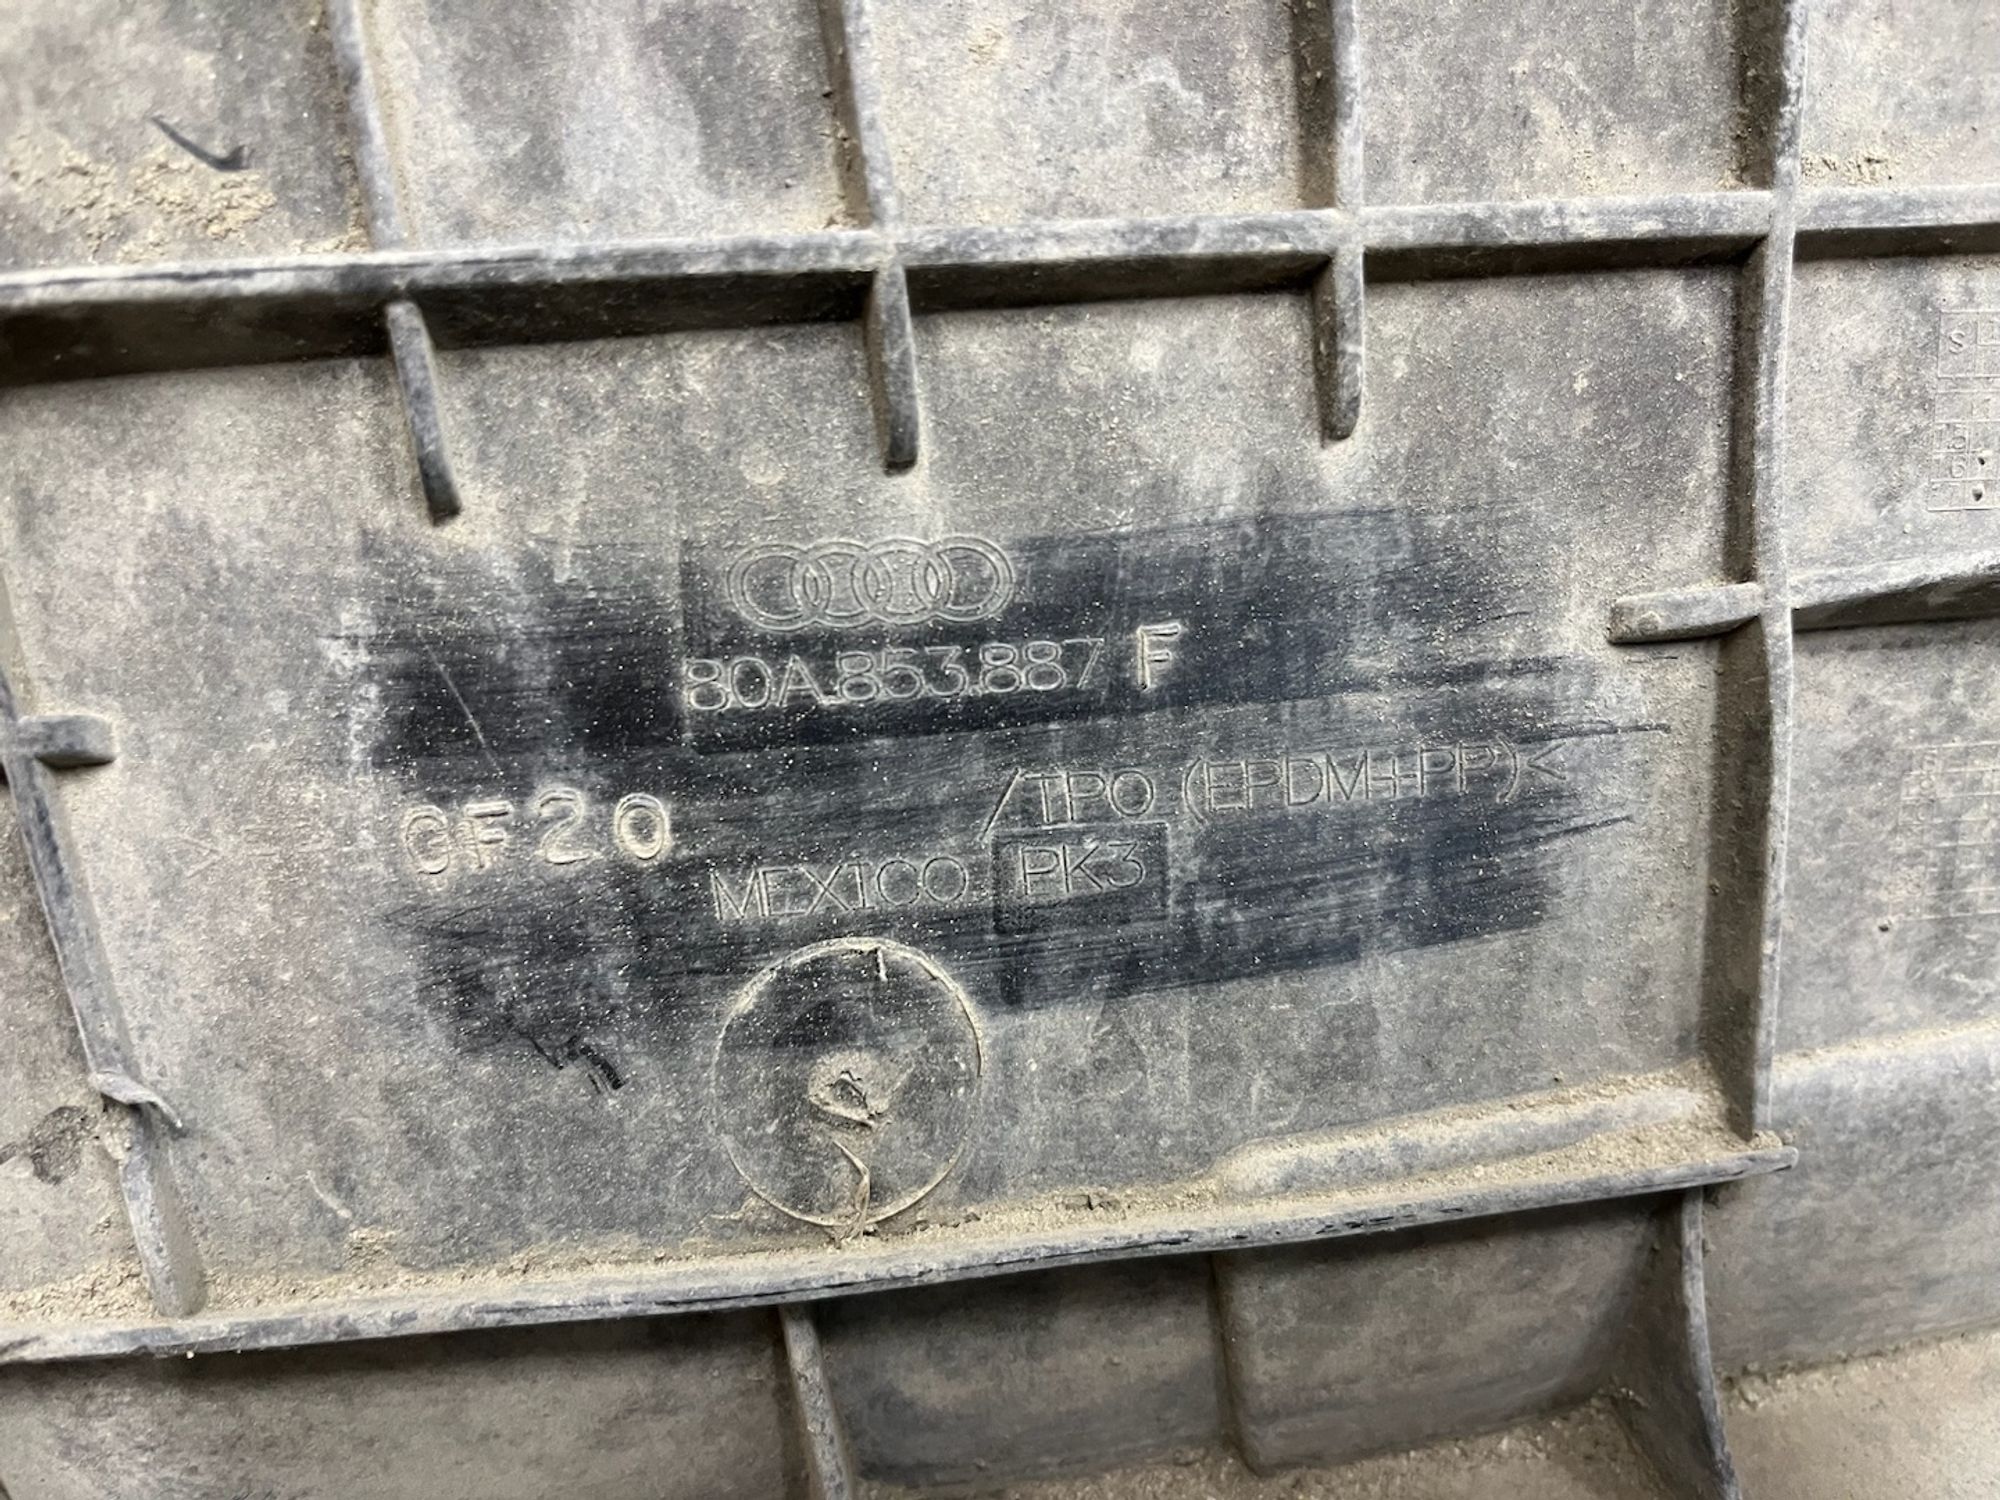 80A.853.887 F
/TPO (EPDM+PP)<
GF20
MEXICO PK3
S